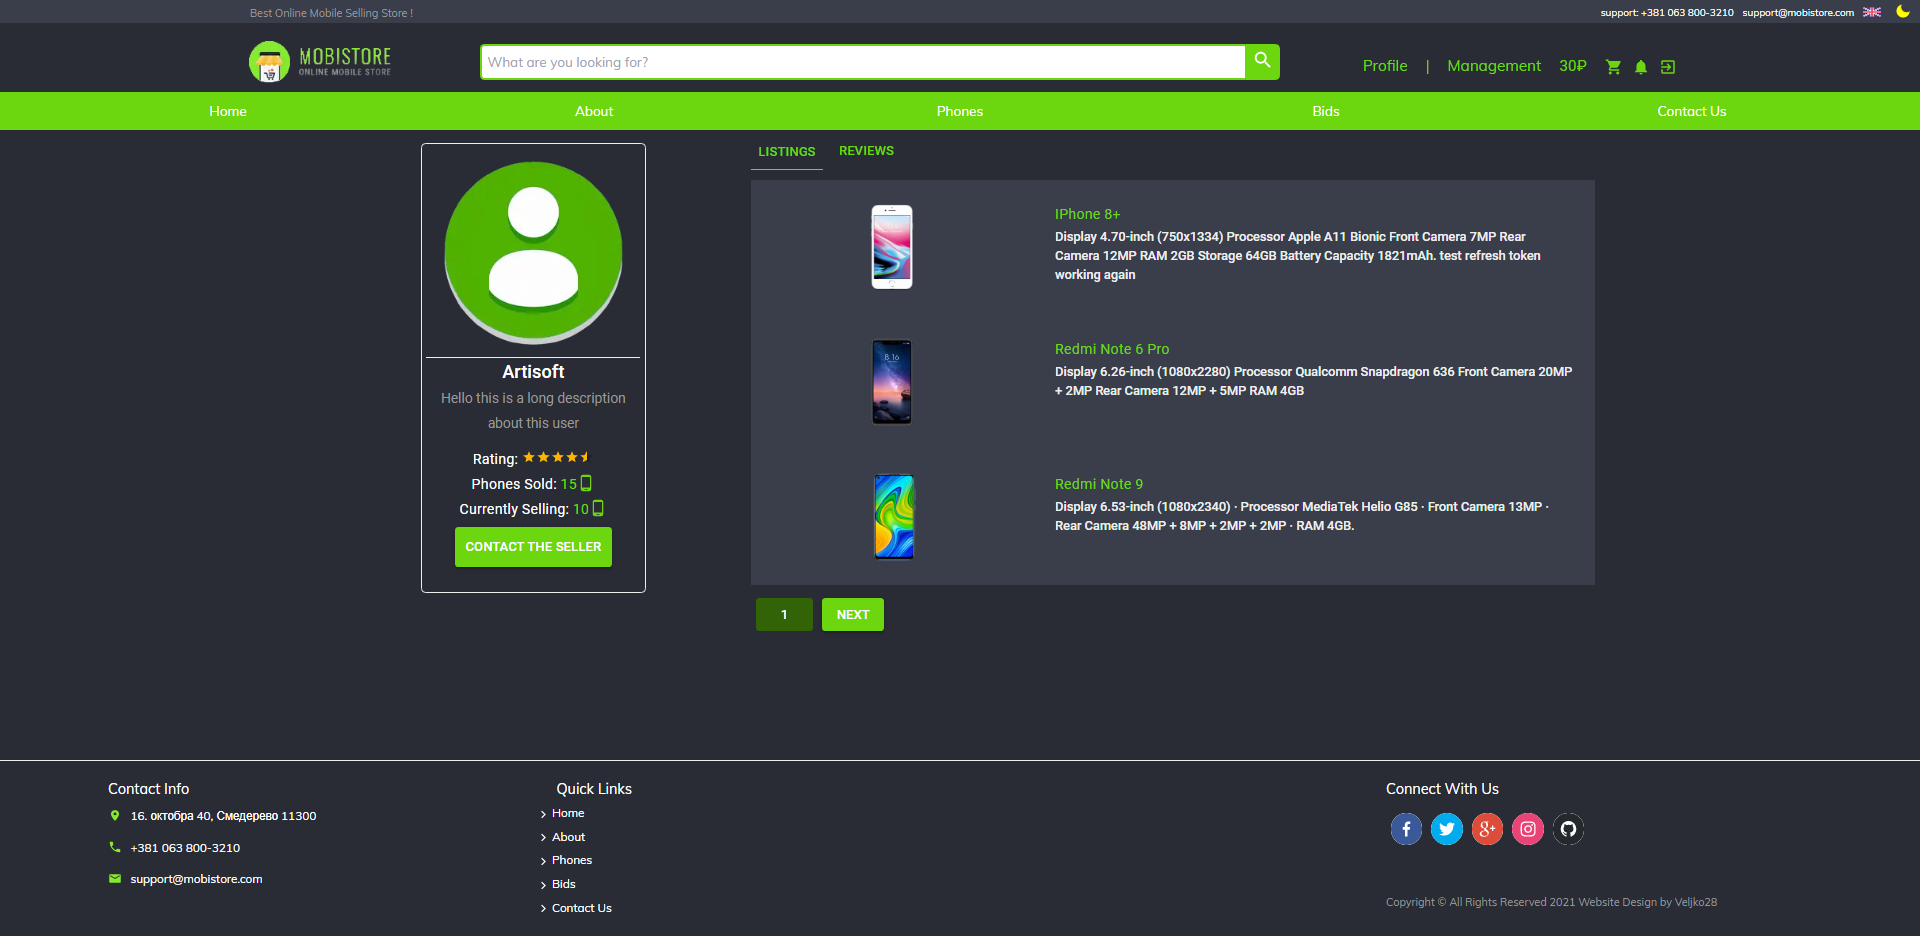 Best Online Mobile Selling Store !
support: +381 063 800-3210 support@mobistore.com
MOBISTORE
ONLINE MOBILE STORE
What are you looking for?
Profile | Management 30₽
Home About Phones Bids Contact Us
LISTINGS REVIEWS
Artisoft
Hello this is a long description
about this user
Rating:
Phones Sold: 15
Currently Selling: 10
CONTACT THE SELLER
IPhone 8+
Display 4.70-inch (750x1334) Processor Apple A11 Bionic Front Camera 7MP Rear
Camera 12MP RAM 2GB Storage 64GB Battery Capacity 1821mAh. test refresh token
working again
8 16
Redmi Note 6 Pro
Display 6.26-inch (1080x2280) Processor Qualcomm Snapdragon 636 Front Camera 20MP
+ 2MP Rear Camera 12MP + 5MP RAM 4GB
Redmi Note 9
Display 6.53-inch (1080x2340) · Processor MediaTek Helio G85 · Front Camera 13MP ·
Rear Camera 48MP + 8MP + 2MP + 2MP · RAM 4GB.
1 NEXT
Contact Info
16. октобра 40, Смедерево 11300
+381 063 800-3210
support@mobistore.com
Quick Links
Home
About
Phones
Bids
Contact Us
Connect With Us
Copyright © All Rights Reserved 2021 Website Design by Veljko28